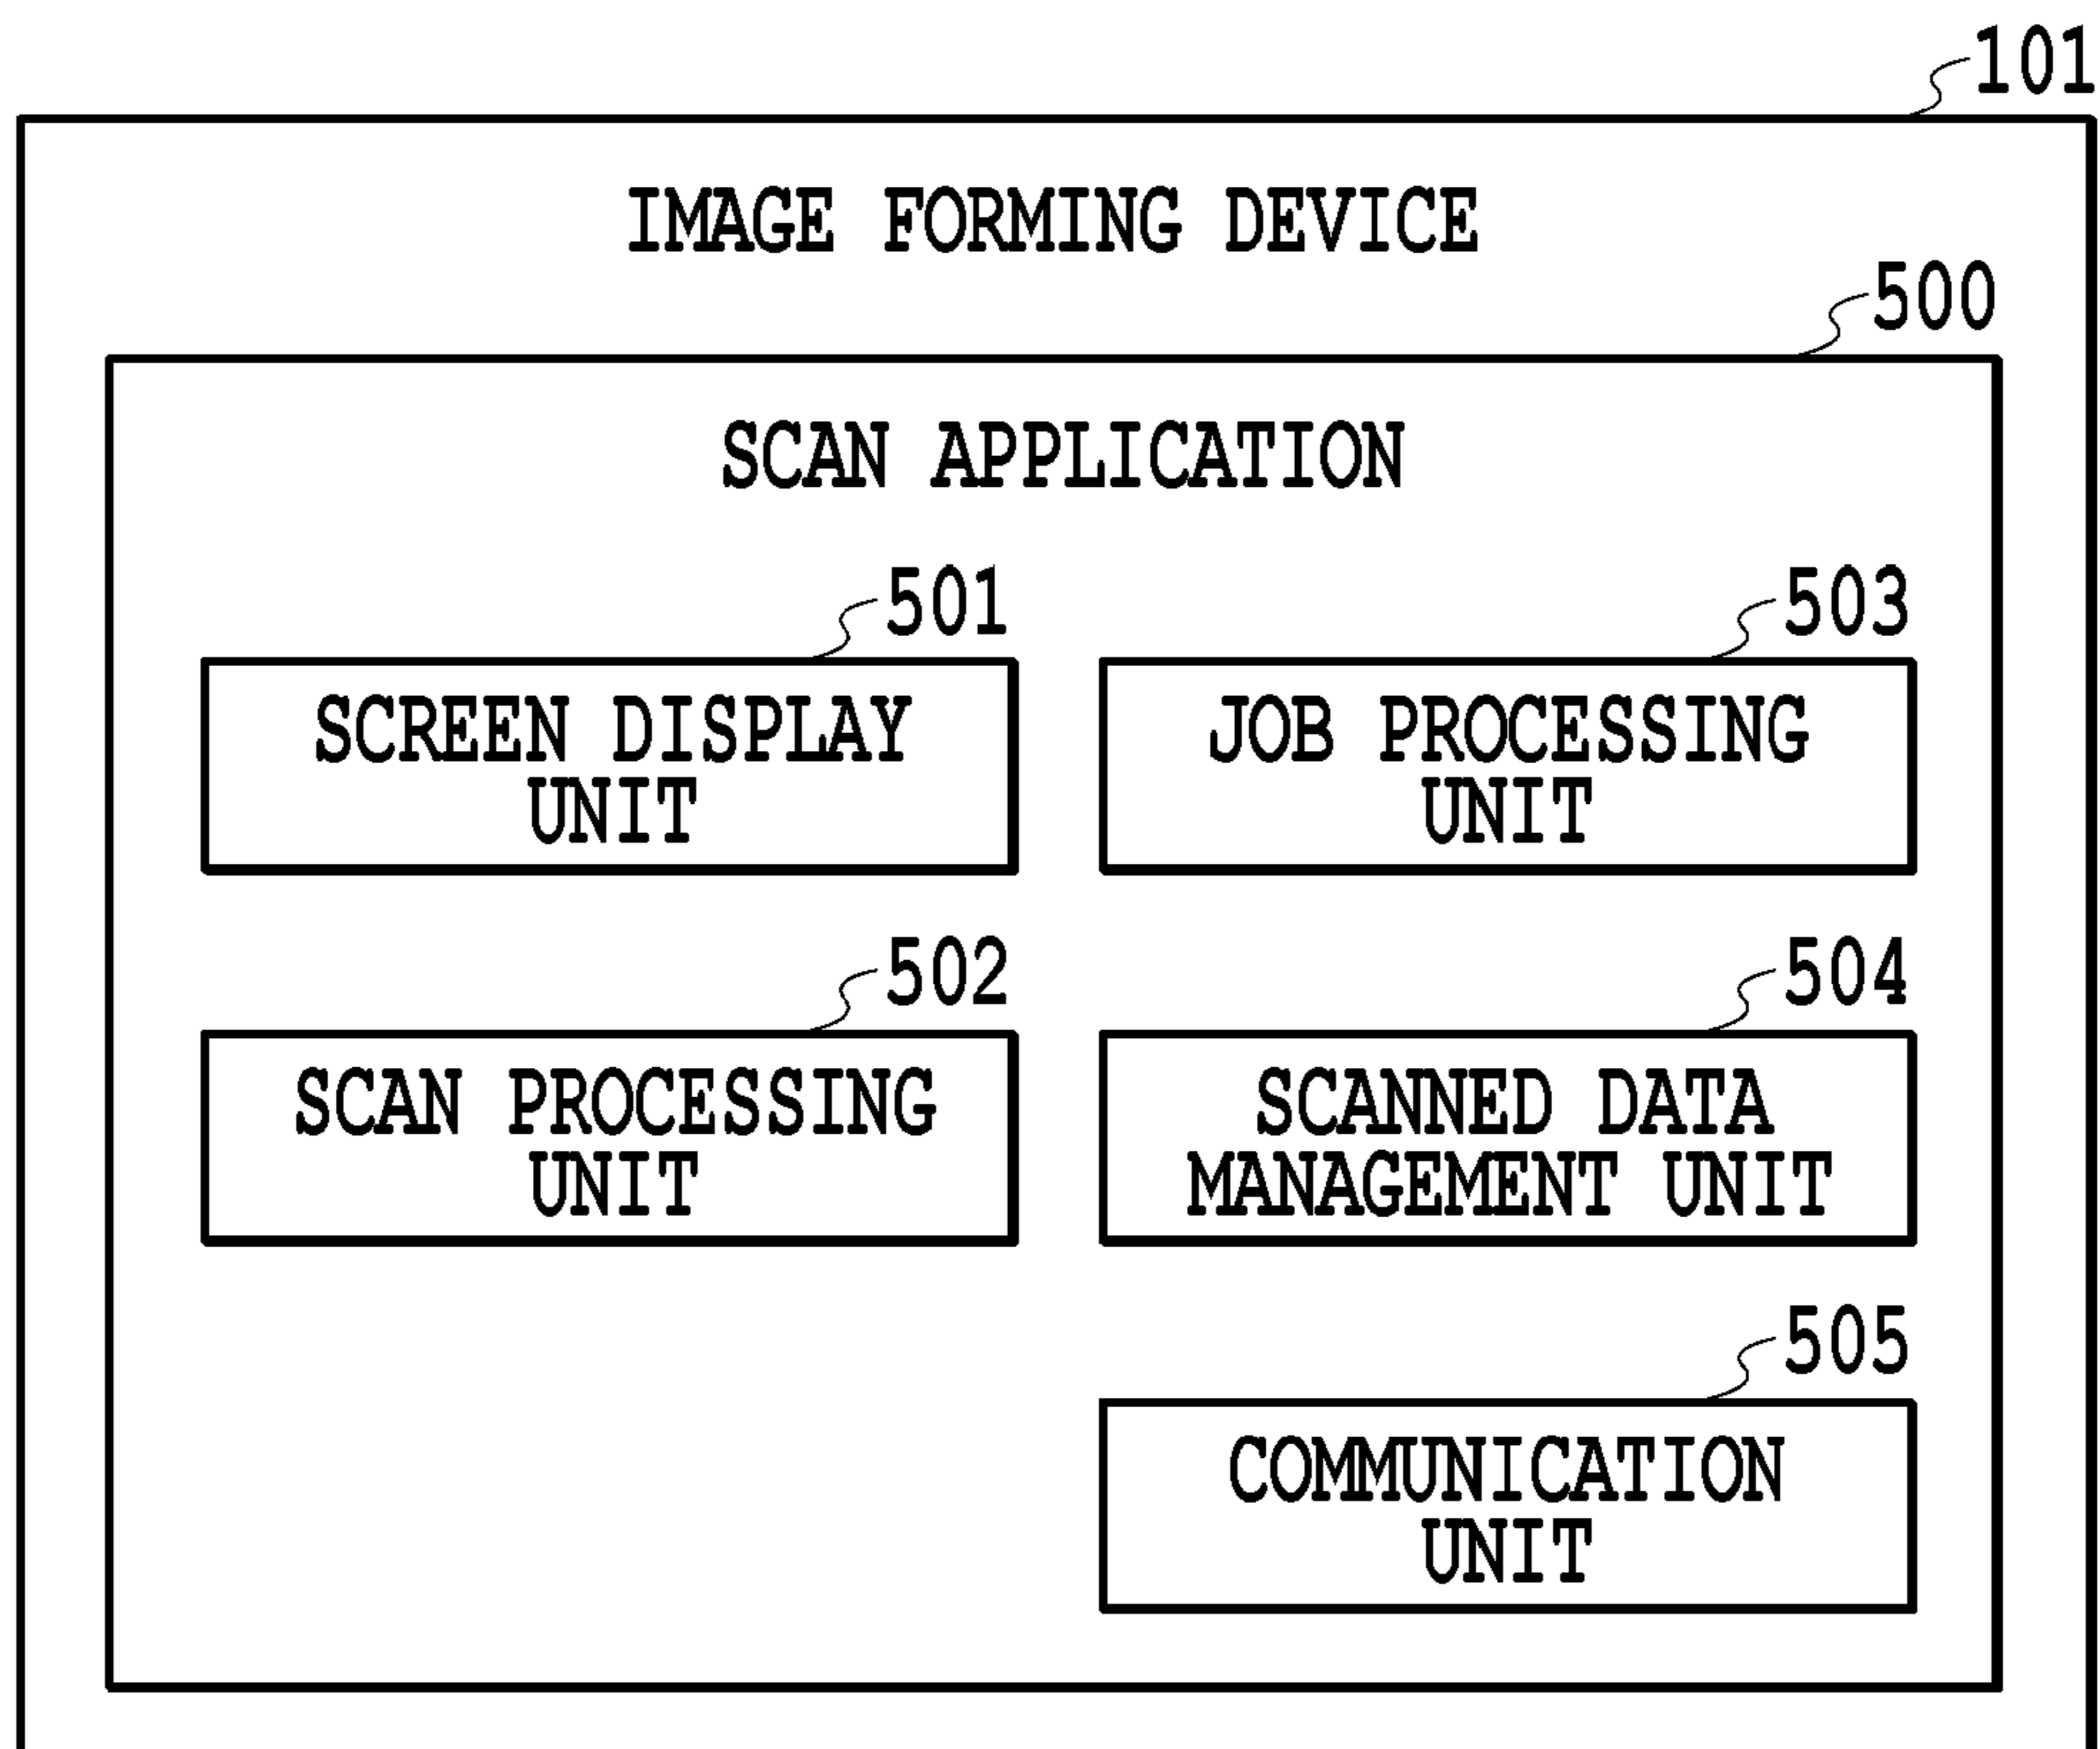 101
IMAGE FORMING DEVICE
500
SCAN APPLICATION
501
SCREEN DISPLAY
UNIT
503
JOB PROCESSING
UNIT
502
SCAN PROCESSING
UNIT
504
SCANNED DATA
MANAGEMENT UNIT
505
COMMUNICATION
UNIT